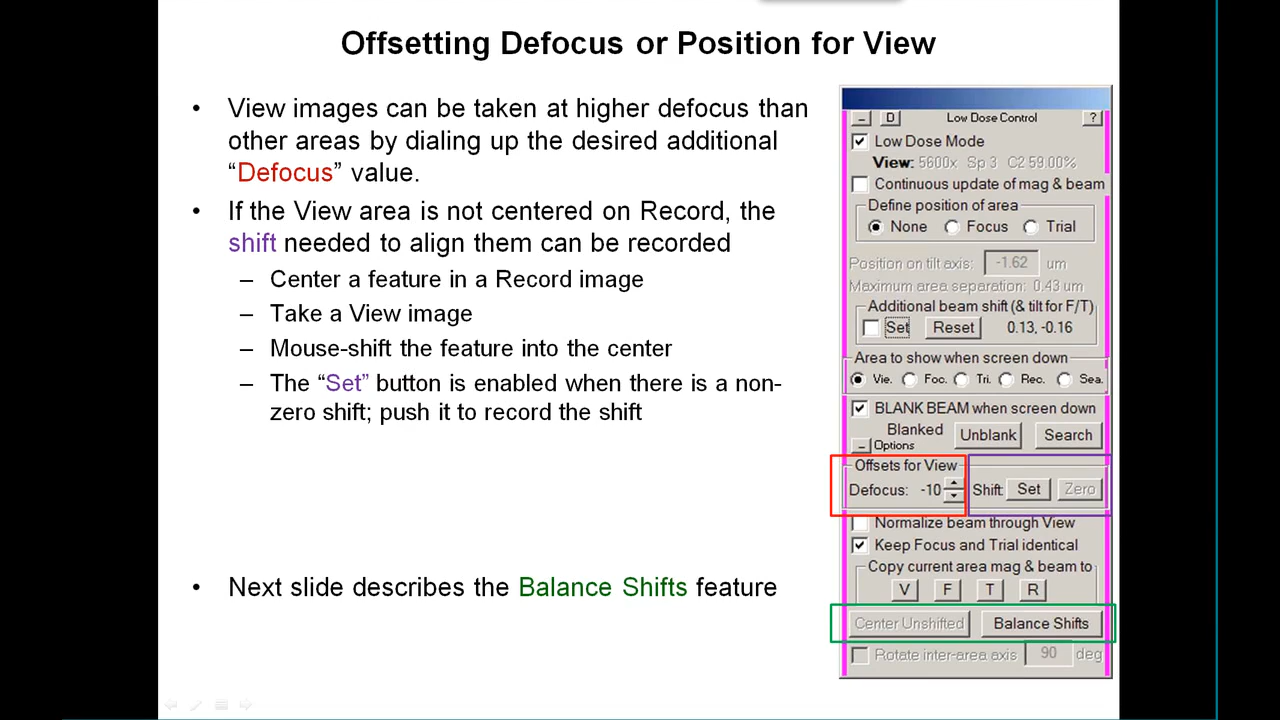 Offsetting Defocus or Position for View
• View images can be taken at higher defocus than
other areas by dialing up the desired additional
“Defocus” value.
• If the View area is not centered on Record, the
shift needed to align them can be recorded
– Center a feature in a Record image
– Take a View image
– Mouse-shift the feature into the center
– The “Set” button is enabled when there is a non-
zero shift; push it to record the shift
• Next slide describes the Balance Shifts feature
– D Low Dose Control ?
Low Dose Mode
View: 5600x Sp 3 C2 59.00%
Continuous update of mag & beam
Define position of area
None Focus Trial
Position on tilt axis: -1.62 um
Maximum area separation: 0.43 um
Additional beam shift (& tilt for F/T)
Set Reset 0.13, -0.16
Area to show when screen down
Vie. Foc. Tri. Rec. Sea.
BLANK BEAM when screen down
Blanked Unblank Search
– Options
Offsets for View
Defocus: -10 Shift: Set Zero
Normalize beam through View
Keep Focus and Trial identical
Copy current area mag & beam to
V F T R
Center Unshifted Balance Shifts
Rotate inter-area axis 90 deg